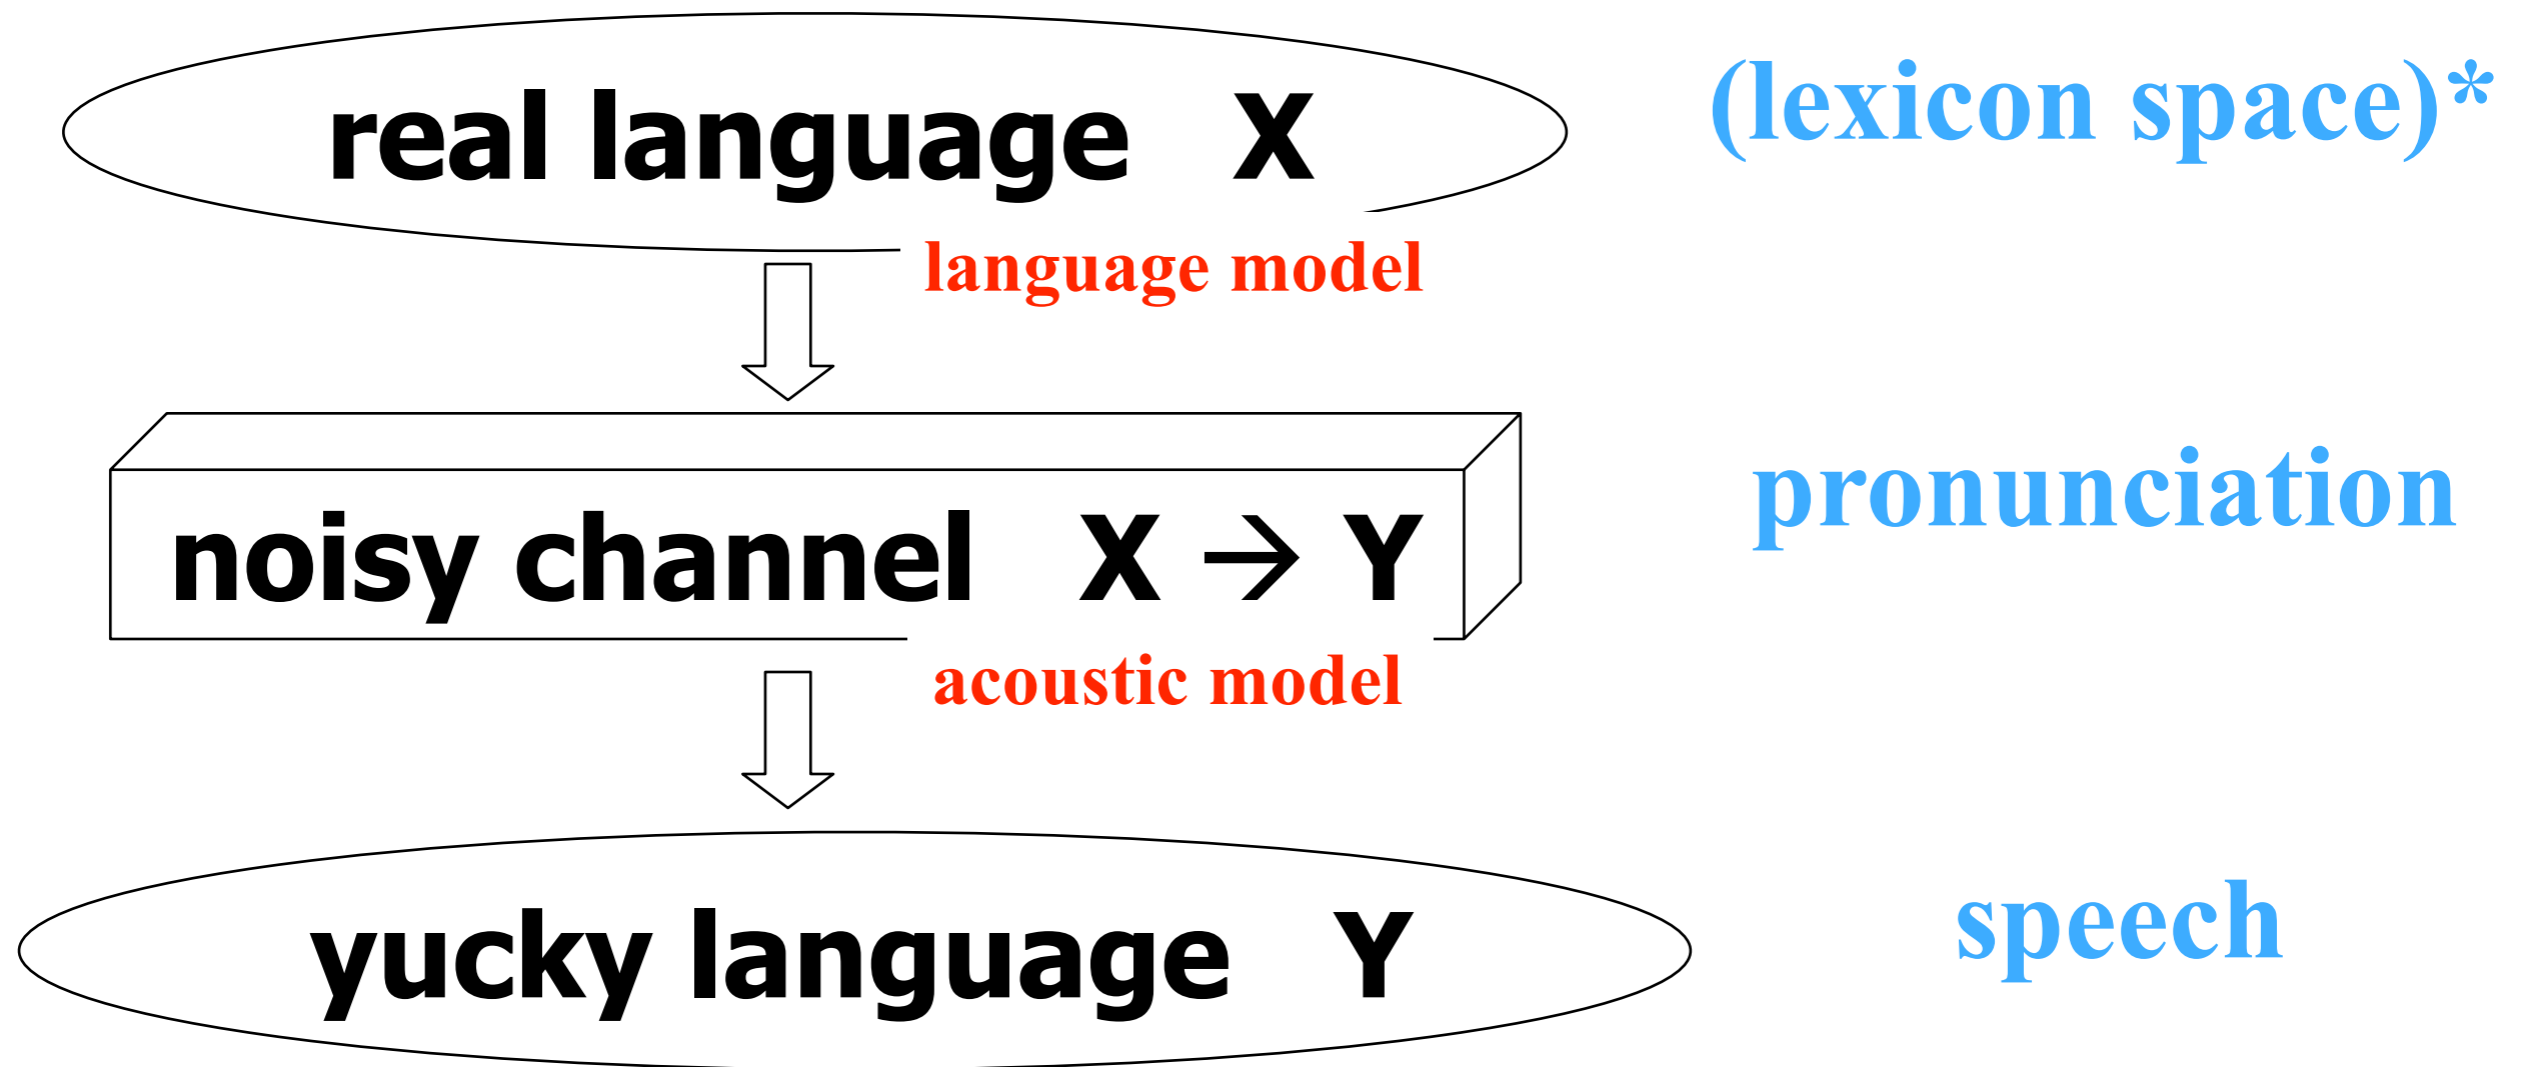 real language X
(lexicon space)*
language model
noisy channel X → Y
pronunciation
acoustic model
yucky language Y
speech